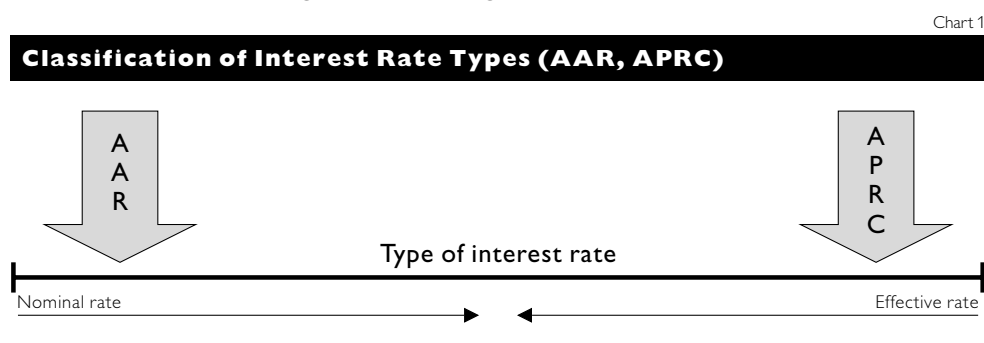 Chart 1
Classification of Interest Rate Types (AAR, APRC)
A
A
R
A
P
R
C
Type of interest rate
Nominal rate
Effective rate